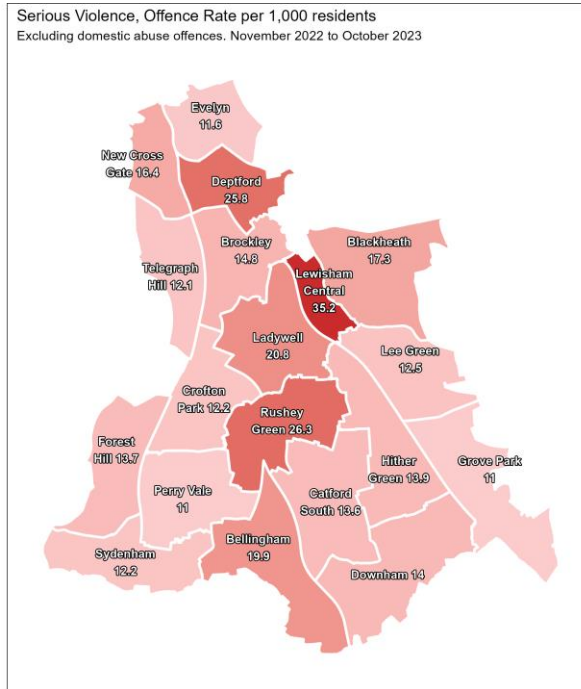 Serious Violence, Offence Rate per 1,000 residents
Excluding domestic abuse offences. November 2022 to October 2023
Evelyn
11.6
New Cross
Gate 16.4
Deptford
25.8
Brockley
14.8
Blackheath
17.3
Telegraph
Hill 12.1
Lewisham
Central
35.2
Ladywell
20.8
Lee Green
12.5
Crofton
Park 12.2
Rushey
Green 26.3
Forest
Hill 13.7
Hither
Green 13.9
Grove Park
11
Perry Vale
11
Catford
South 13.6
Sydenham
12.2
Bellingham
19.9
Downham 14